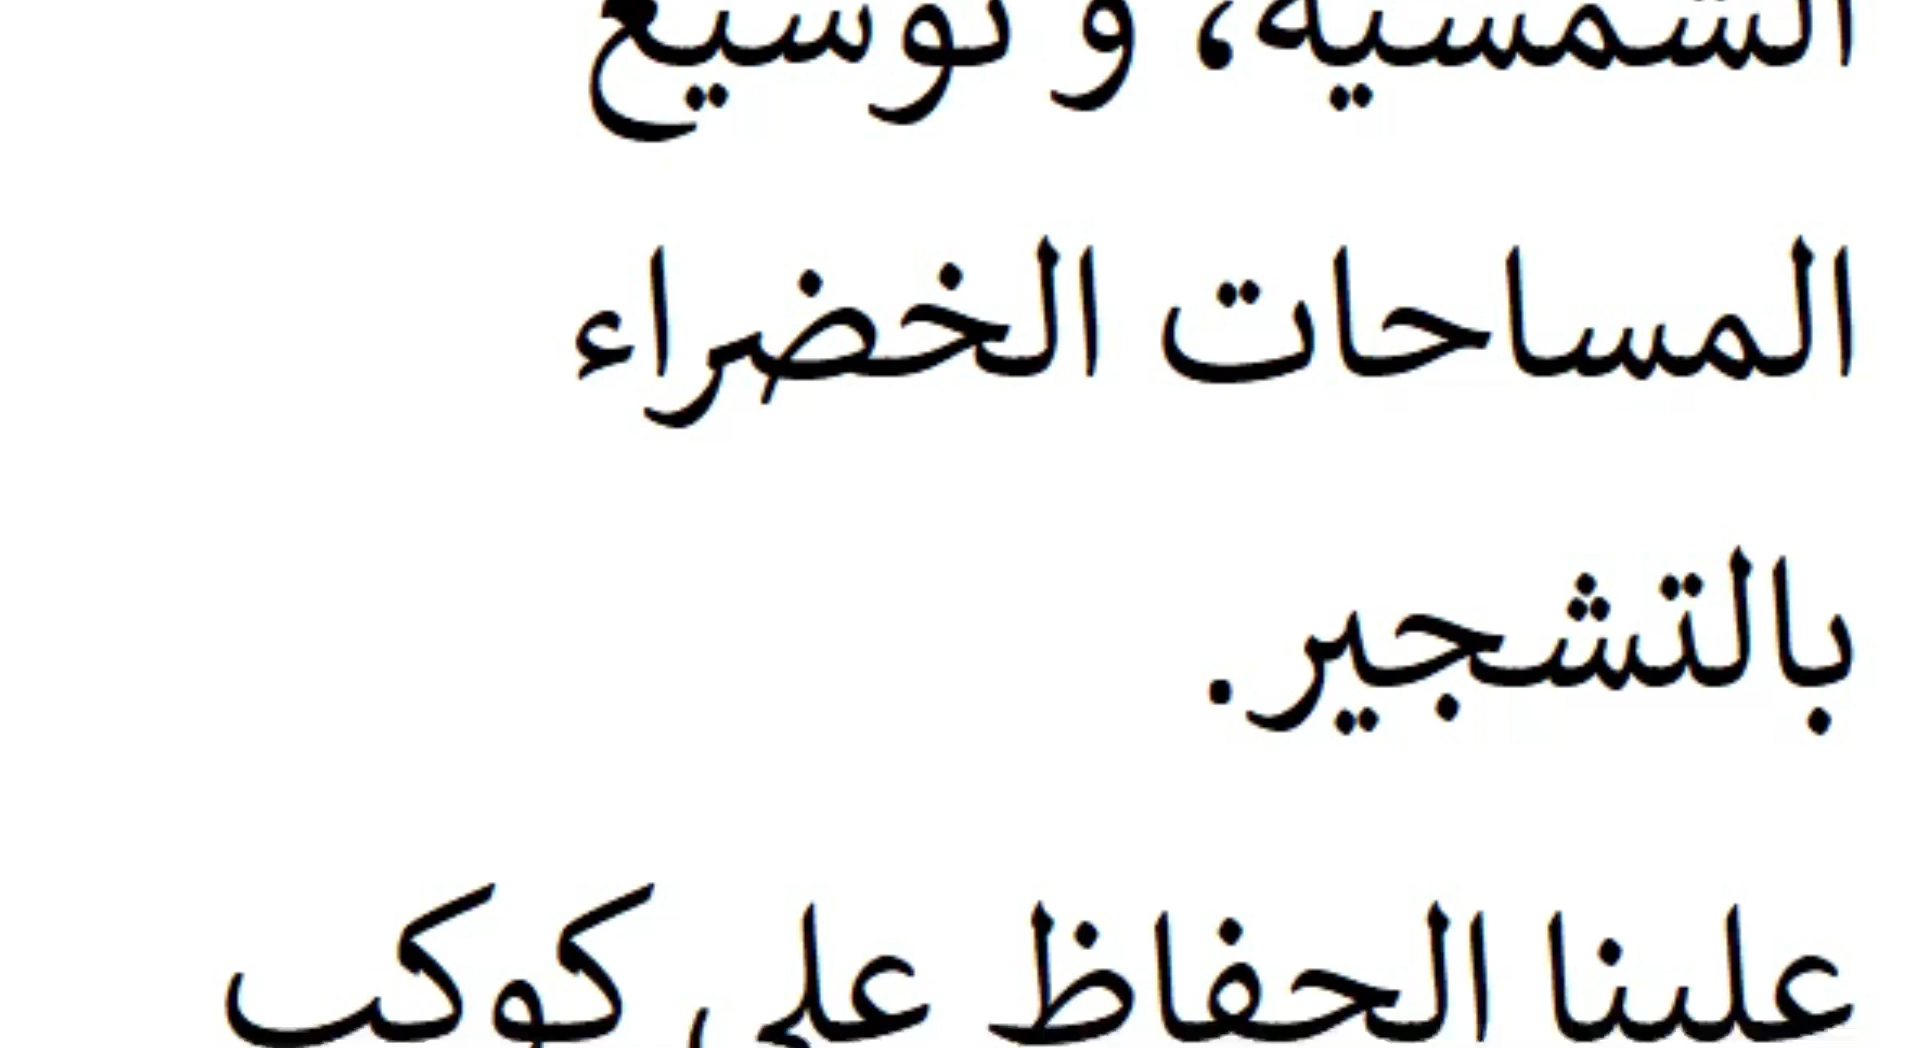 الشمسية، و توسيع
المساحات الخضراء
بالتشجير.
علينا الحفاظ على كوكب